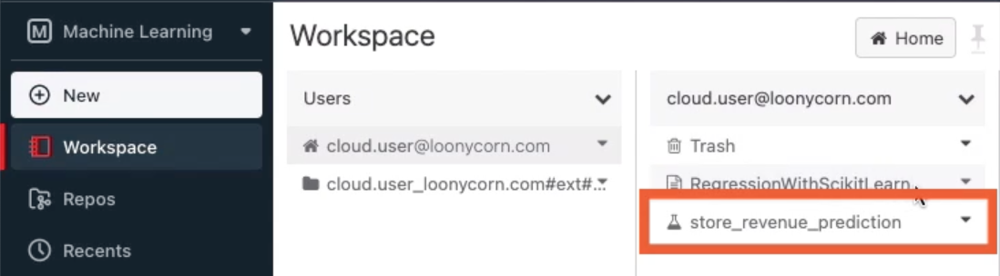 M Machine Learning
New
Workspace
Repos
Recents
Workspace
Home
Users
cloud.user@loonycorn.com
cloud.user_loonycorn.com#ext#...
cloud.user@loonycorn.com
Trash
RegressionWithScikitLearn
store_revenue_prediction